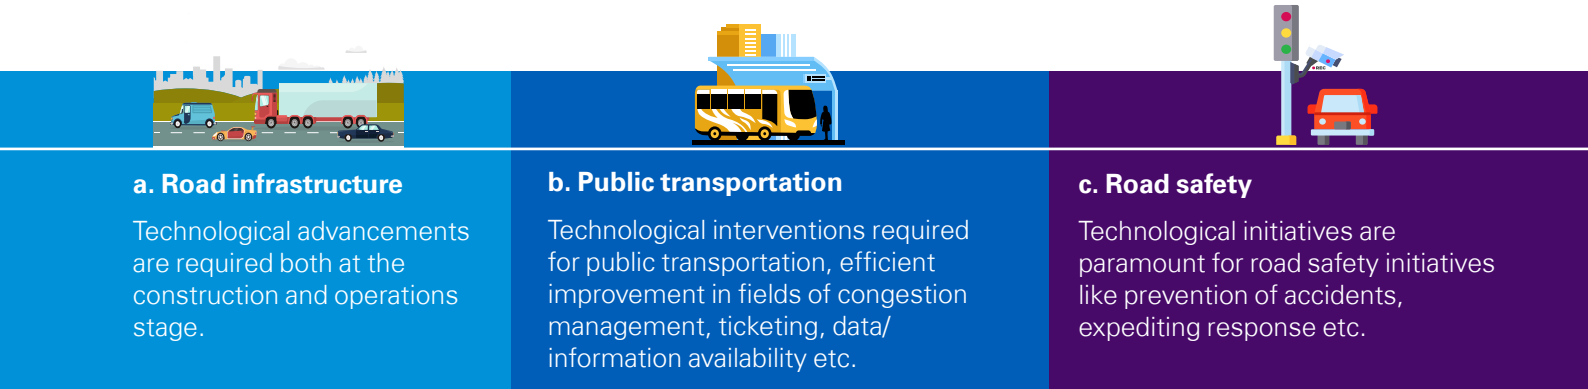 REC
a. Road infrastructure
Technological advancements
are required both at the
construction and operations
stage.
b. Public transportation
Technological interventions required
for public transportation, efficient
improvement in fields of congestion
management, ticketing, data/
information availability etc.
c. Road safety
Technological initiatives are
paramount for road safety initiatives
like prevention of accidents,
expediting response etc.